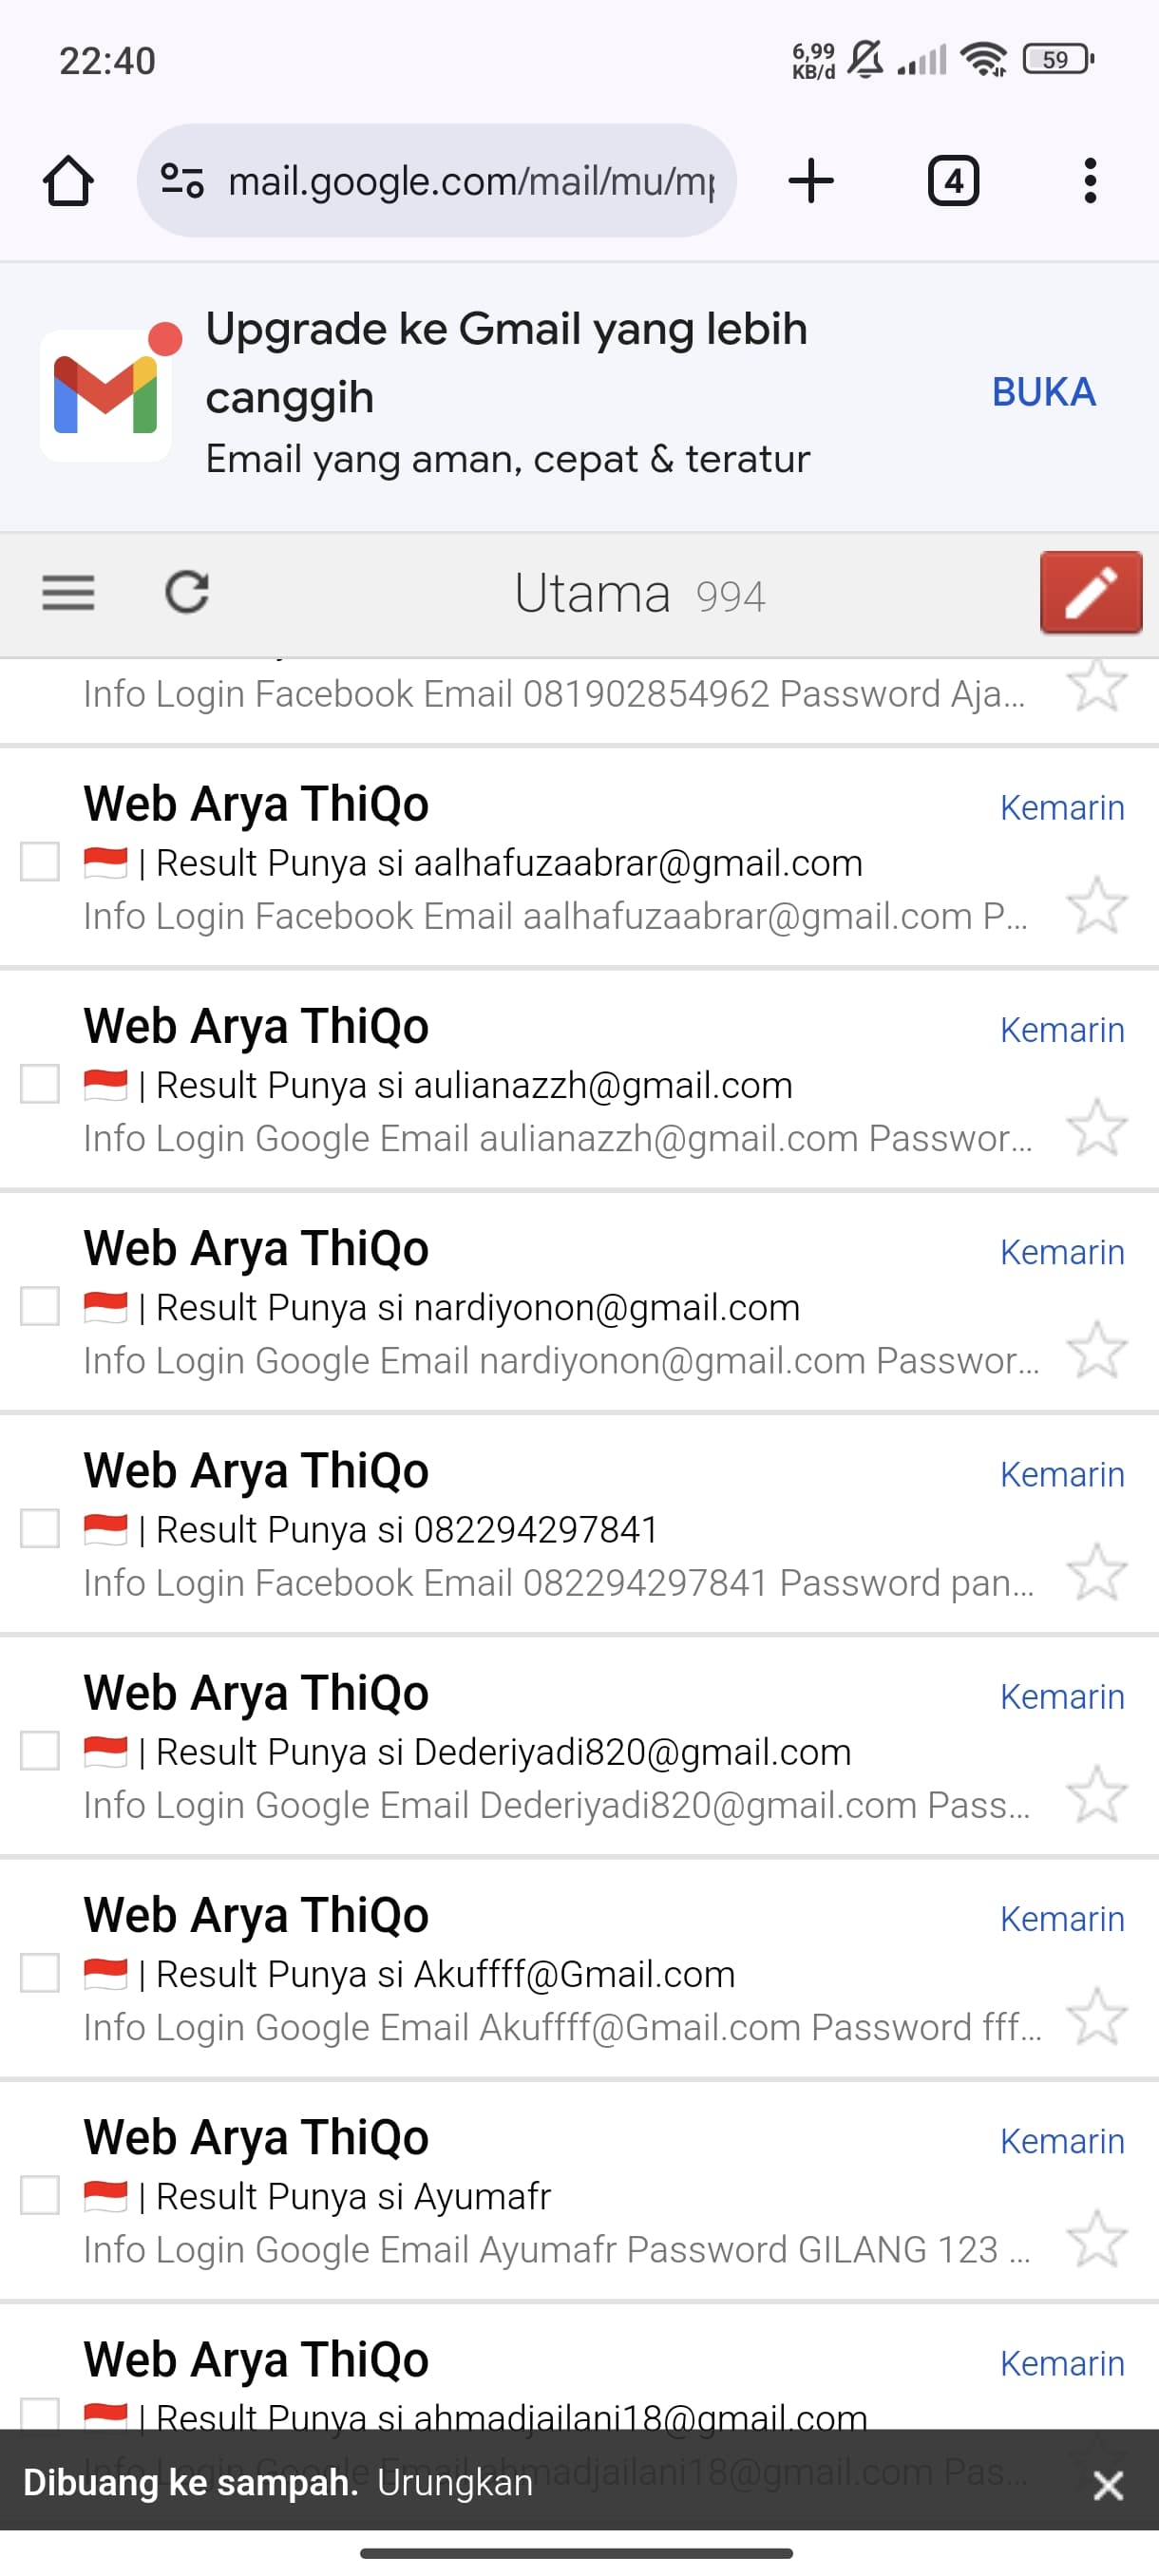 22:40
6,99
KB/d
59
mail.google.com/mail/mu/mp
4
Upgrade ke Gmail yang lebih
canggih
BUKA
Email yang aman, cepat & teratur
Utama 994
Info Login Facebook Email 081902854962 Password Aja...
Web Arya ThiQo
Kemarin
🇮🇩 | Result Punya si aalhafuzaabrar@gmail.com
Info Login Facebook Email aalhafuzaabrar@gmail.com P...
Web Arya ThiQo
Kemarin
🇮🇩 | Result Punya si aulianazzh@gmail.com
Info Login Google Email aulianazzh@gmail.com Passwor...
Web Arya ThiQo
Kemarin
🇮🇩 | Result Punya si nardiyonon@gmail.com
Info Login Google Email nardiyonon@gmail.com Passwor...
Web Arya ThiQo
Kemarin
🇮🇩 | Result Punya si 082294297841
Info Login Facebook Email 082294297841 Password pan...
Web Arya ThiQo
Kemarin
🇮🇩 | Result Punya si Dederiyadi820@gmail.com
Info Login Google Email Dederiyadi820@gmail.com Pass...
Web Arya ThiQo
Kemarin
🇮🇩 | Result Punya si Akuffff@Gmail.com
Info Login Google Email Akuffff@Gmail.com Password fff...
Web Arya ThiQo
Kemarin
🇮🇩 | Result Punya si Ayumafr
Info Login Google Email Ayumafr Password GILANG 123 ...
Web Arya ThiQo
Kemarin
🇮🇩 | Result Punya si ahmadjailani18@gmail.com
Info Login Google Email ahmadjailani18@gmail.com Pas...
Dibuang ke sampah. Urungkan